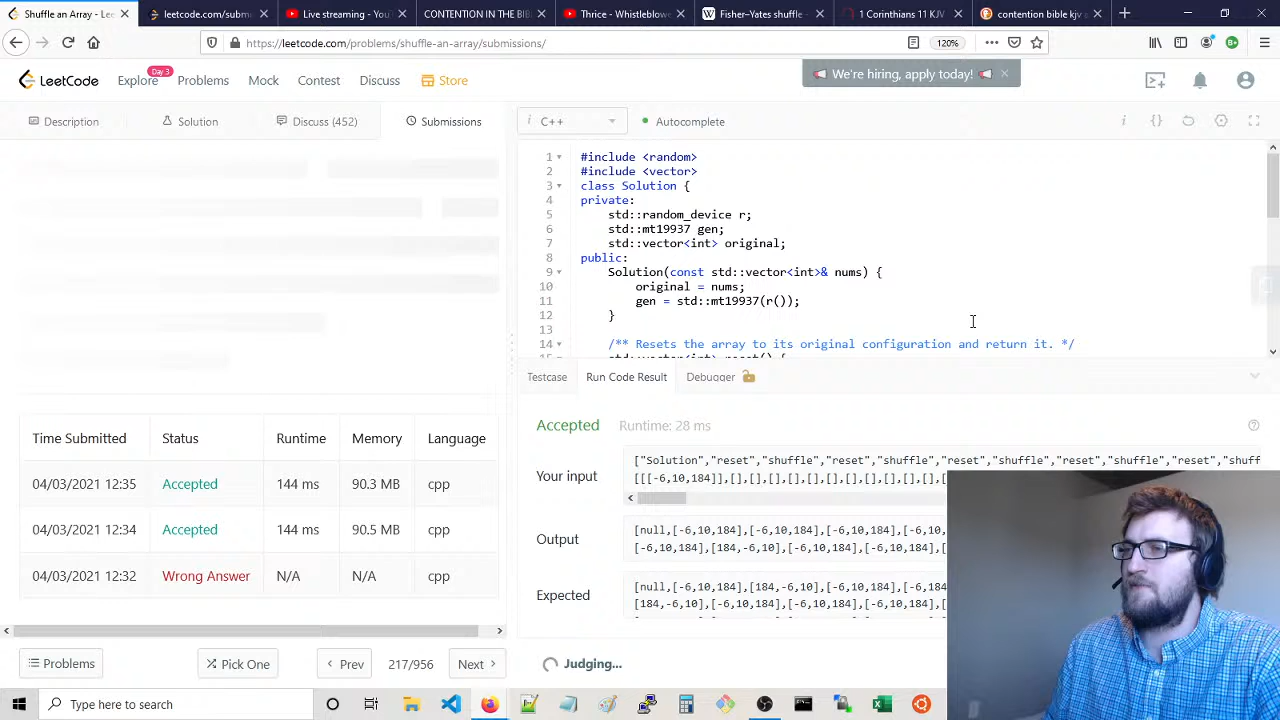 Shuffle an Array - Lee
leetcode.com/subm
Live streaming - You
CONTENTION IN THE BIB
Thrice - Whistleblowe
Fisher–Yates shuffle
1 Corinthians 11 KJV
contention bible kjv
https://leetcode.com/problems/shuffle-an-array/submissions/
120%
LeetCode
Explore
Day 3
Problems
Mock
Contest
Discuss
Store
We're hiring, apply today!
Description
Solution
Discuss (452)
Submissions
i C++
Autocomplete
1 #include <random>
2 #include <vector>
3 class Solution {
4 private:
5 std::random_device r;
6 std::mt19937 gen;
7 std::vector<int> original;
8 public:
9 Solution(const std::vector<int>& nums) {
10 original = nums;
11 gen = std::mt19937(r());
12 }
13
14 /** Resets the array to its original configuration and return it. */
15 std::vector<int> reset() {
Testcase
Run Code Result
Debugger
Accepted
Runtime: 28 ms
Your input
["Solution","reset","shuffle","reset","shuffle","reset","shuffle","reset","shuffle","reset","shuff
[[[-6,10,184]],[],[],[],[],[],[],[],[],[],[],[],[],[],
Output
[null,[-6,10,184],[-6,10,184],[-6,10,184],[-6,10
[-6,10,184],[184,-6,10],[-6,10,184],[-6,10,184],
Expected
[null,[-6,10,184],[184,-6,10],[-6,10,184],[-6,10
[184,-6,10],[-6,10,184],[-6,10,184],[-6,10,184],
Time Submitted Status Runtime Memory Language
04/03/2021 12:35 Accepted 144 ms 90.3 MB cpp
04/03/2021 12:34 Accepted 144 ms 90.5 MB cpp
04/03/2021 12:32 Wrong Answer N/A N/A cpp
Problems
Pick One
Prev
217/956
Next
Judging...
Type here to search